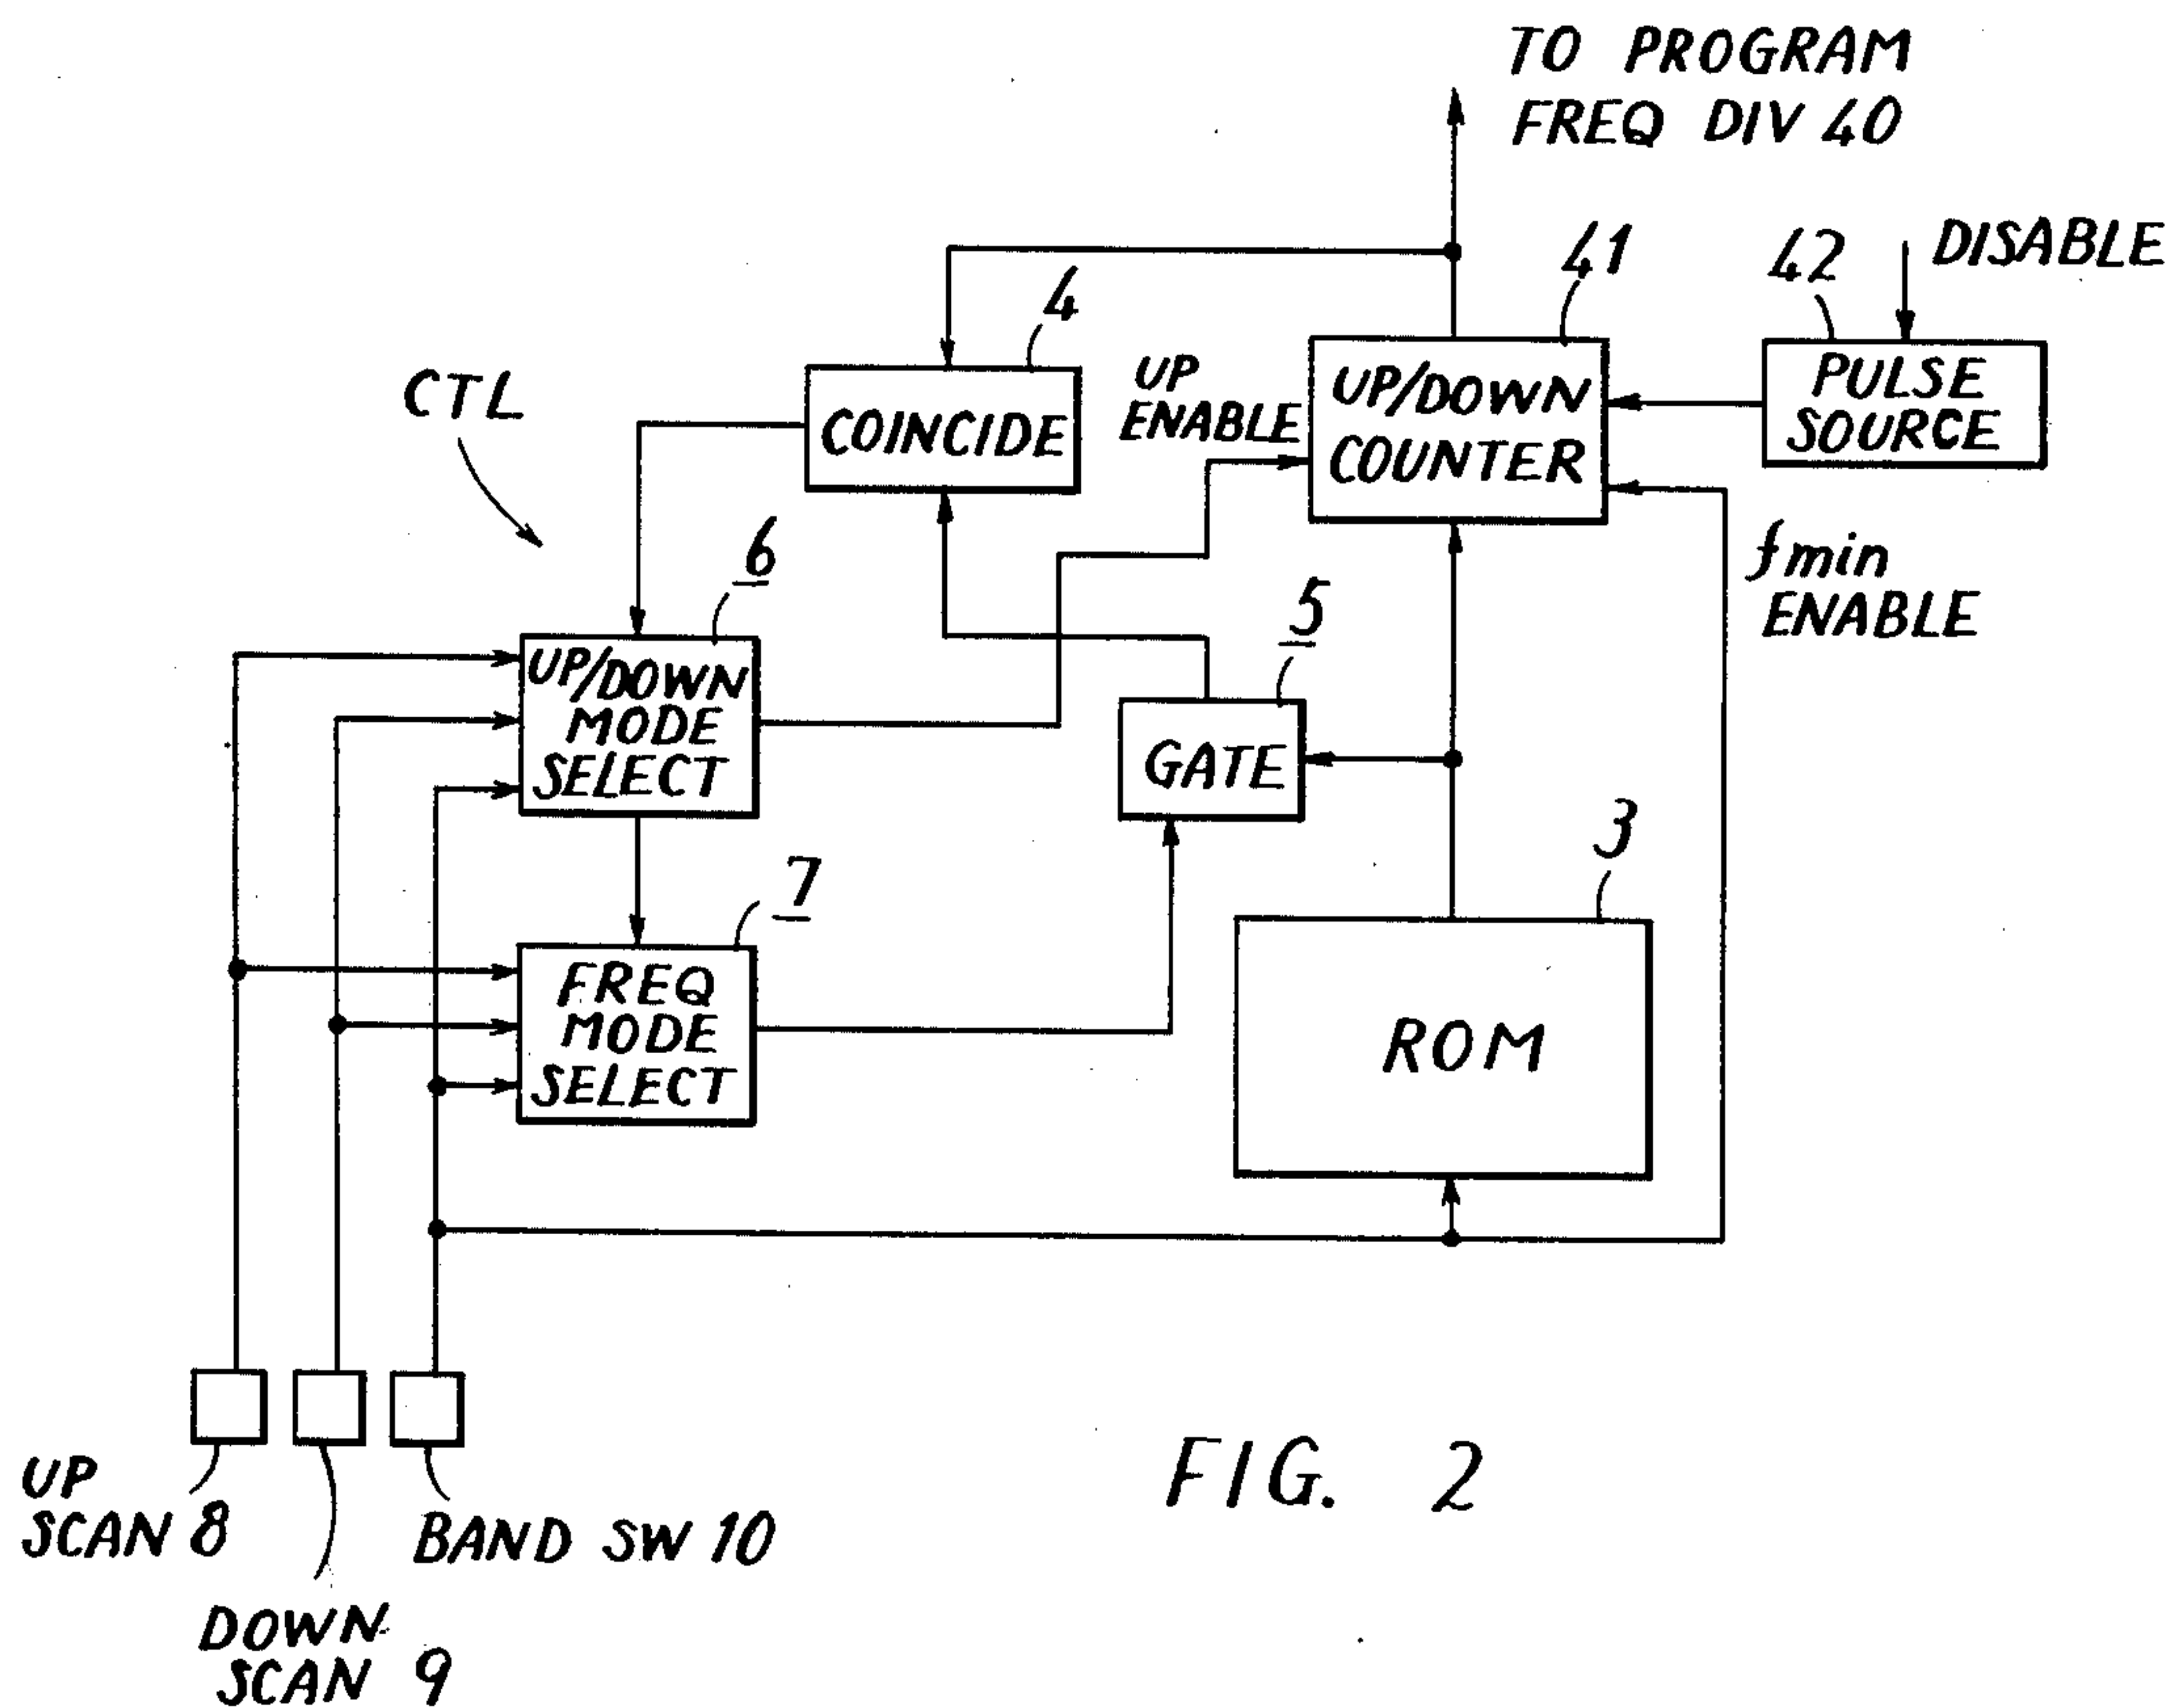 TO PROGRAM
FREQ DIV 40
41
42
DISABLE
4
CTL
COINCIDE
UP
ENABLE
UP/DOWN
COUNTER
PULSE
SOURCE
fmin
ENABLE
6
5
UP/DOWN
MODE
SELECT
GATE
3
7
FREQ
MODE
SELECT
ROM
UP
SCAN 8
BAND SW 10
DOWN
SCAN 9
FIG. 2